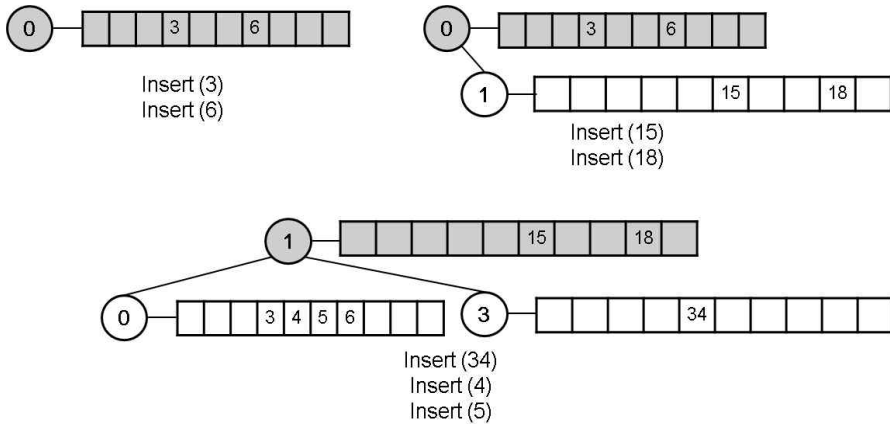 0 3 6
Insert (3)
Insert (6)
0 3 6
1 15 18
Insert (15)
Insert (18)
1 15 18
0 3 4 5 6
3 34
Insert (34)
Insert (4)
Insert (5)